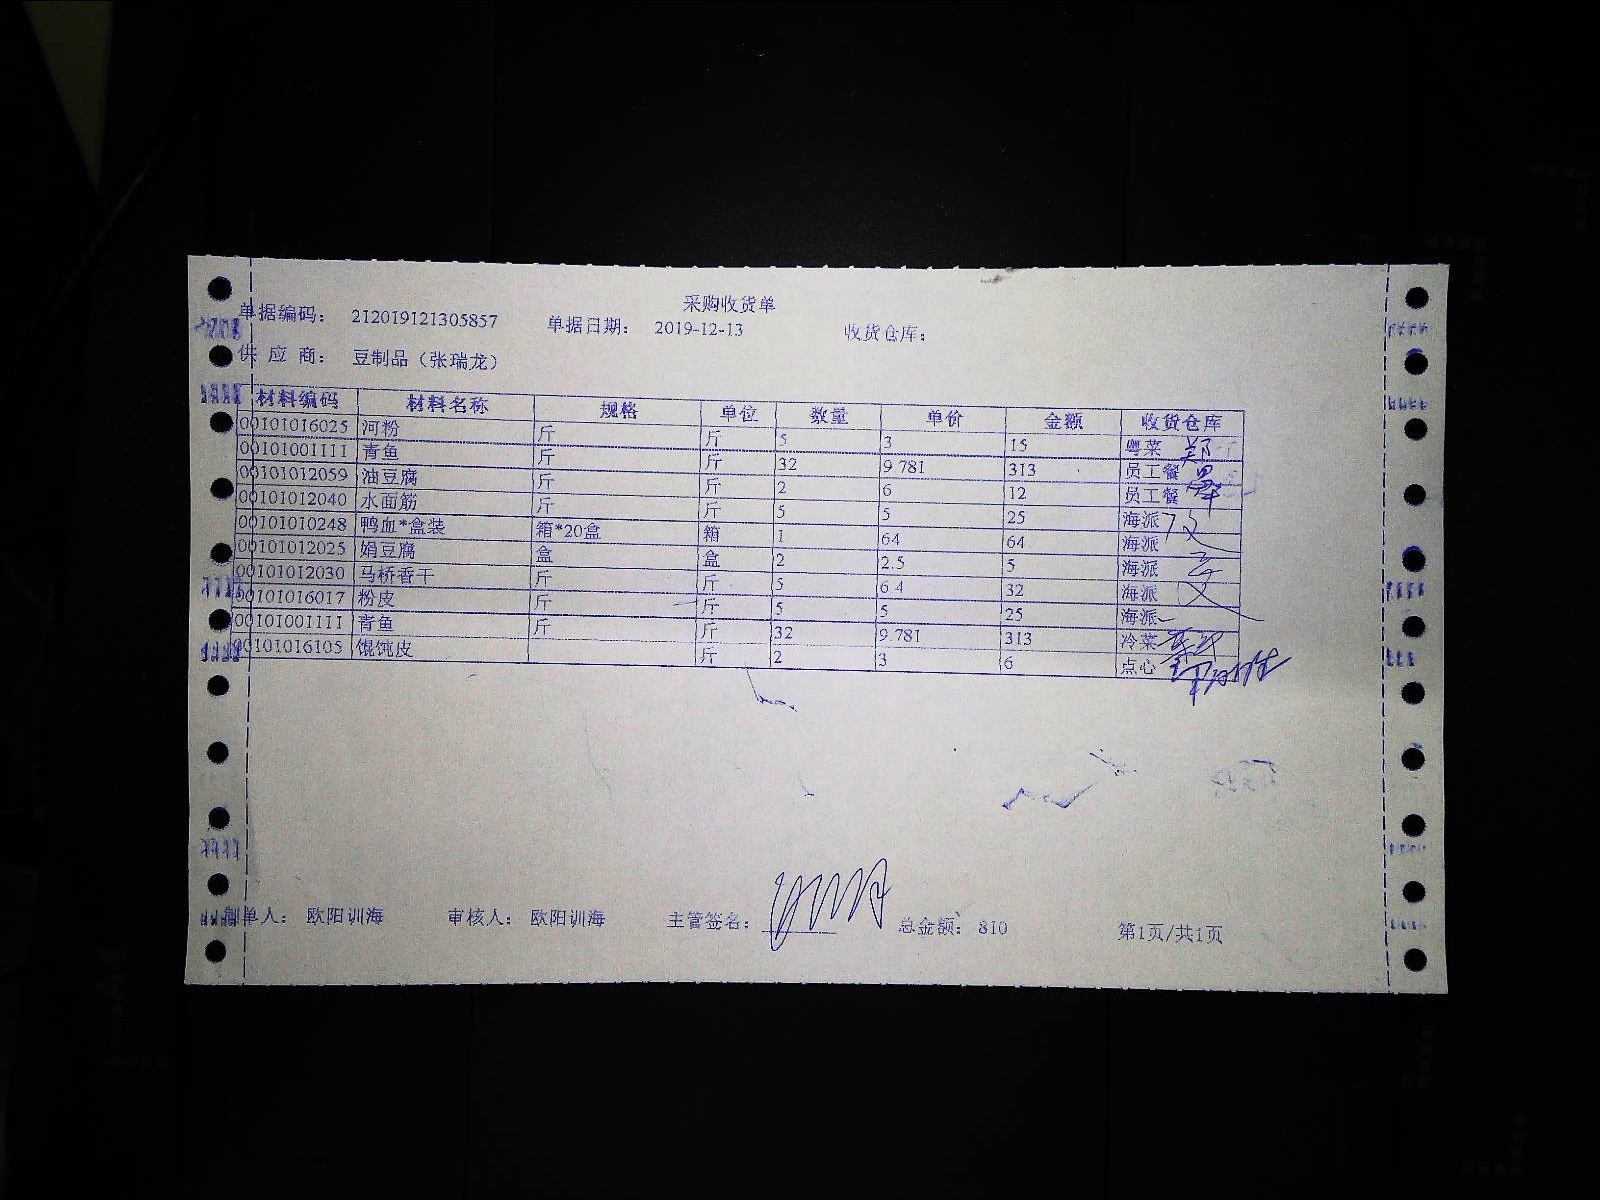 采购收货单
单据编码： 212019121305857 单据日期： 2019-12-13 收货仓库：
供 应 商： 豆制品（张瑞龙）
材料编码 材料名称 规格 单位 数量 单价 金额 收货仓库
00101016025 河粉 斤 斤 5 3 15 粤菜 郑
00101001111 青鱼 斤 斤 32 9.781 313 员工餐
00101012059 油豆腐 斤 斤 2 6 12 员工餐
00101012040 水面筋 斤 斤 5 5 25 海派
00101010248 鸭血*盒装 箱*20盒 箱 1 64 64 海派
00101012025 娟豆腐 盒 盒 2 2.5 5 海派
00101012030 马桥香干 斤 斤 5 6.4 32 海派
00101016017 粉皮 斤 斤 5 5 25 海派
00101001111 青鱼 斤 斤 32 9.781 313 冷菜
00101016105 馄饨皮 斤 2 3 6 点心
制单人： 欧阳训海 审核人： 欧阳训海 主管签名： 总金额： 810 第1页/共1页